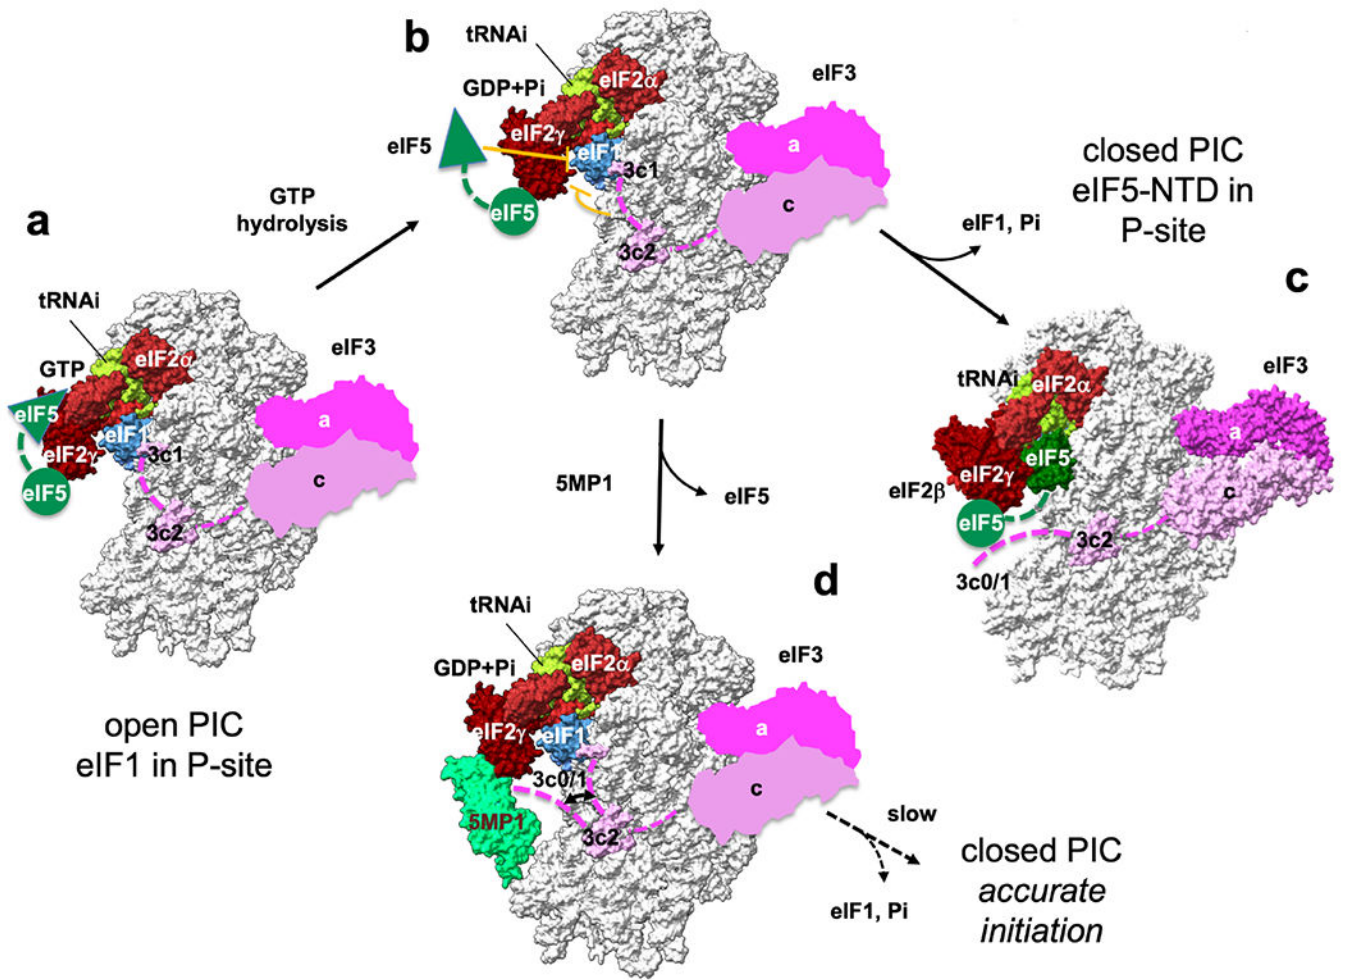 b
tRNAi
eIF2α
GDP+Pi
eIF2γ
eIF5
eIF1
3c1
eIF5
3c2
eIF3
a
c
GTP
hydrolysis
closed PIC
eIF5-NTD in
P-site
eIF1, Pi
a
tRNAi
eIF2α
GTP
eIF5
eIF1
eIF2γ
3c1
eIF5
3c2
eIF3
a
c
open PIC
eIF1 in P-site
5MP1
eIF5
c
tRNAi
eIF2α
eIF3
a
eIF5
eIF2γ
eIF2β
c
eIF5
3c2
3c0/1
d
tRNAi
eIF2α
GDP+Pi
eIF2γ
eIF1
3c0/1
5MP1
3c2
eIF3
a
c
slow
eIF1, Pi
closed PIC
accurate
initiation